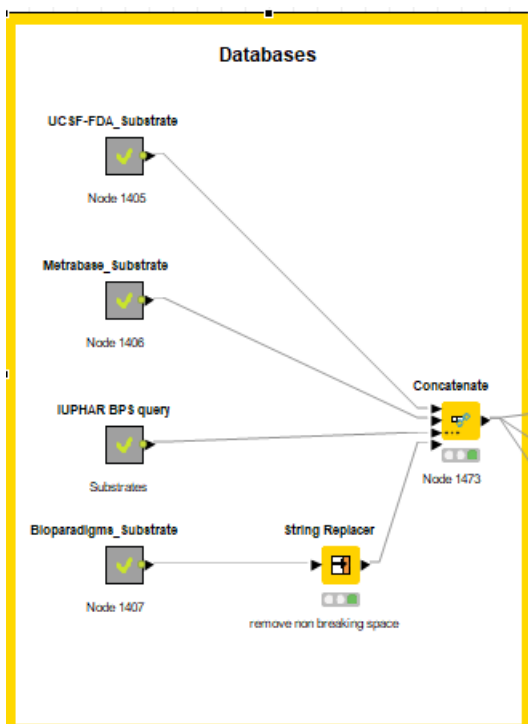 Databases
UCSF-FDA_Substrate
Node 1405
Metrabase_Substrate
Node 1406
Concatenate
Node 1473
IUPHAR BPS query
Substrates
Bioparadigms_Substrate
Node 1407
String Replacer
remove non breaking space